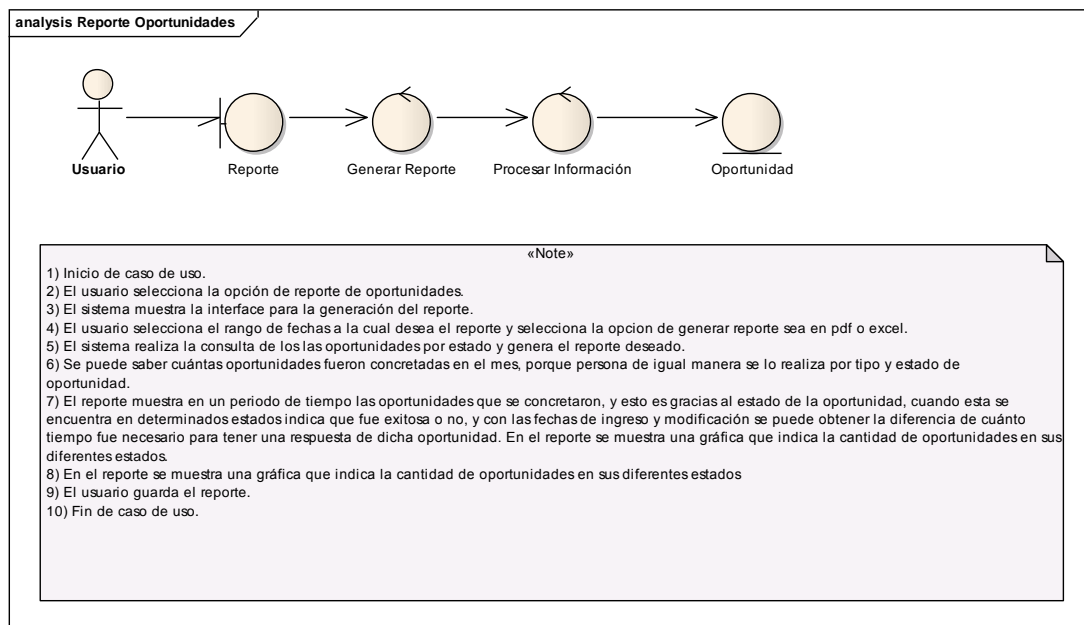 analysis Reporte Oportunidades
Usuario
Reporte
Generar Reporte
Procesar Información
Oportunidad
«Note»
1) Inicio de caso de uso.
2) El usuario selecciona la opción de reporte de oportunidades.
3) El sistema muestra la interface para la generación del reporte.
4) El usuario selecciona el rango de fechas a la cual desea el reporte y selecciona la opcion de generar reporte sea en pdf o excel.
5) El sistema realiza la consulta de los las oportunidades por estado y genera el reporte deseado.
6) Se puede saber cuántas oportunidades fueron concretadas en el mes, porque persona de igual manera se lo realiza por tipo y estado de
oportunidad.
7) El reporte muestra en un periodo de tiempo las oportunidades que se concretaron, y esto es gracias al estado de la oportunidad, cuando esta se
encuentra en determinados estados indica que fue exitosa o no, y con las fechas de ingreso y modificación se puede obtener la diferencia de cuánto
tiempo fue necesario para tener una respuesta de dicha oportunidad. En el reporte se muestra una gráfica que indica la cantidad de oportunidades en sus
diferentes estados.
8) En el reporte se muestra una gráfica que indica la cantidad de oportunidades en sus diferentes estados
9) El usuario guarda el reporte.
10) Fin de caso de uso.